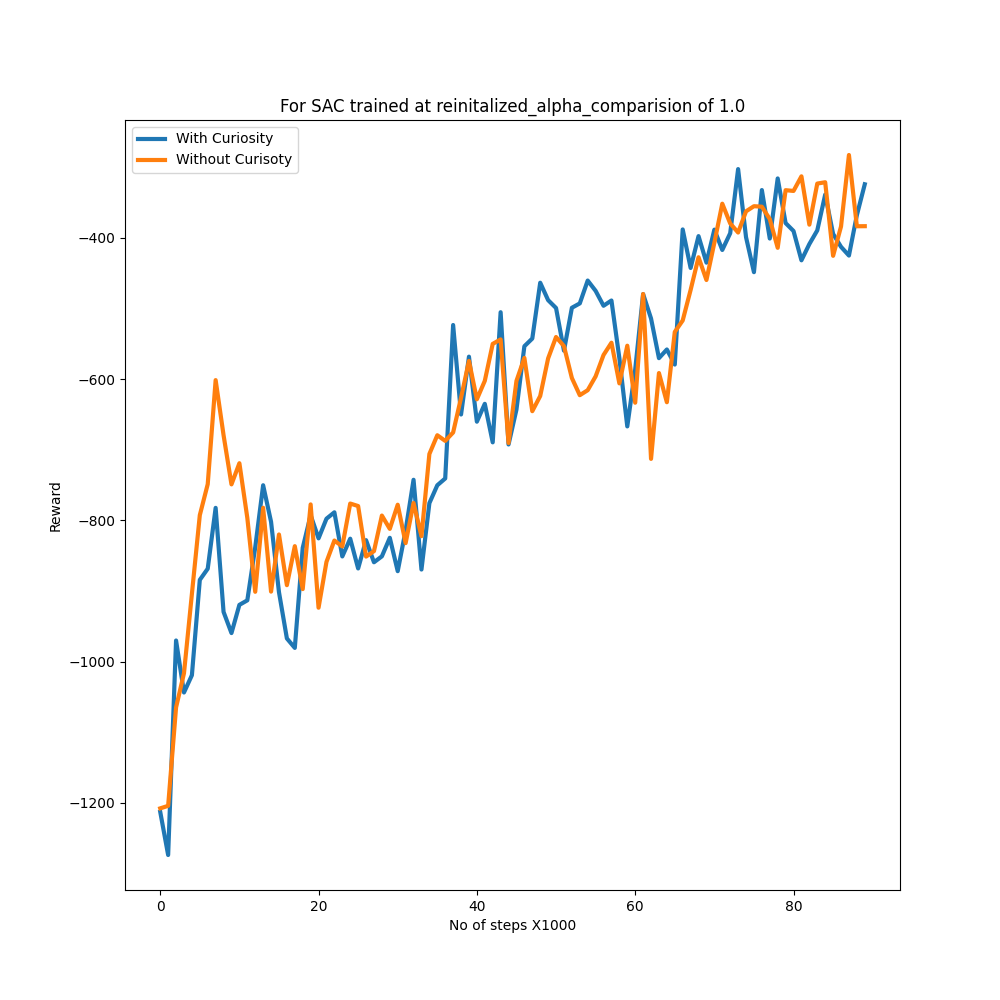 For SAC trained at reinitalized_alpha_comparision of 1.0
With Curiosity
Without Curisoty
−400
−600
−800
−1000
−1200
Reward
0 20 40 60 80
No of steps X1000